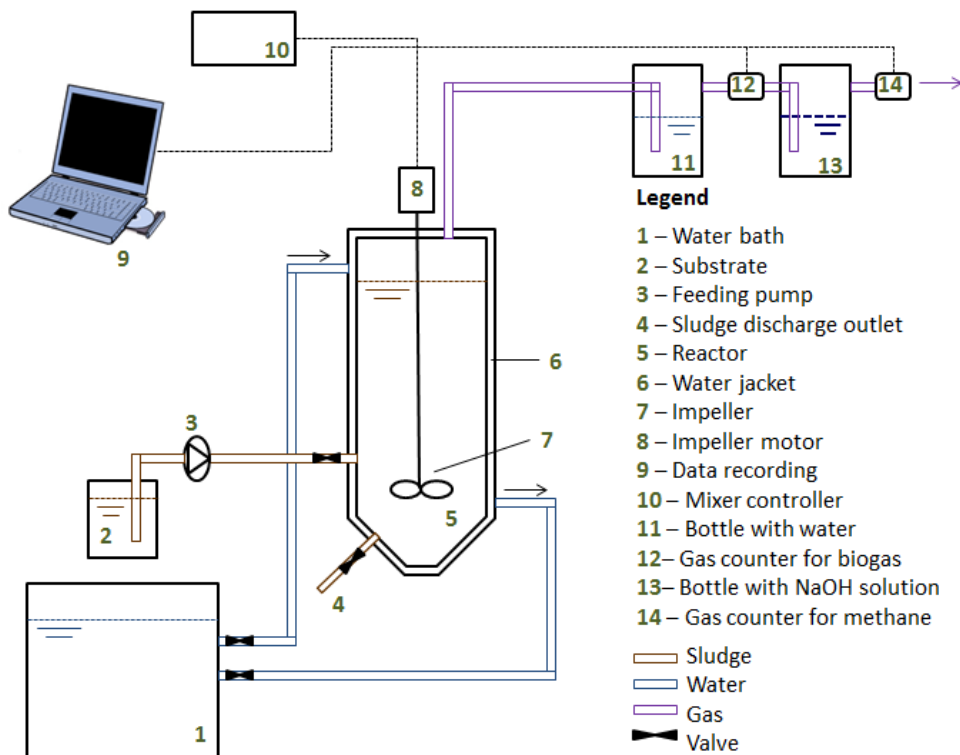 10
12
14
11
13
8
9
Legend
1 – Water bath
2 – Substrate
3 – Feeding pump
4 – Sludge discharge outlet
5 – Reactor
6 – Water jacket
7 – Impeller
8 – Impeller motor
9 – Data recording
10 – Mixer controller
11 – Bottle with water
12– Gas counter for biogas
13– Bottle with NaOH solution
14 – Gas counter for methane
Sludge
Water
Gas
Valve
6
3
7
5
2
4
1